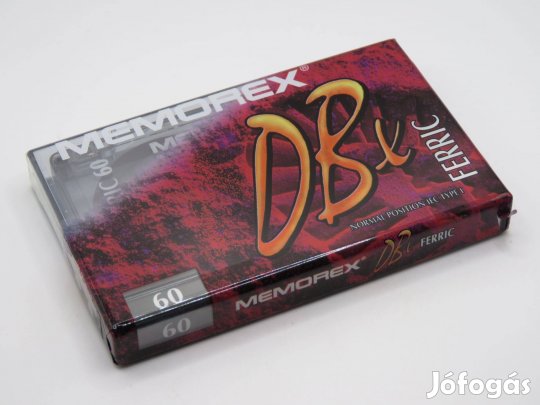 MEMOREX®
DBx
FERRIC
NORMAL POSITION IEC TYPE I
60
60
MEMOREX®
DBx
FERRIC
Jófogás